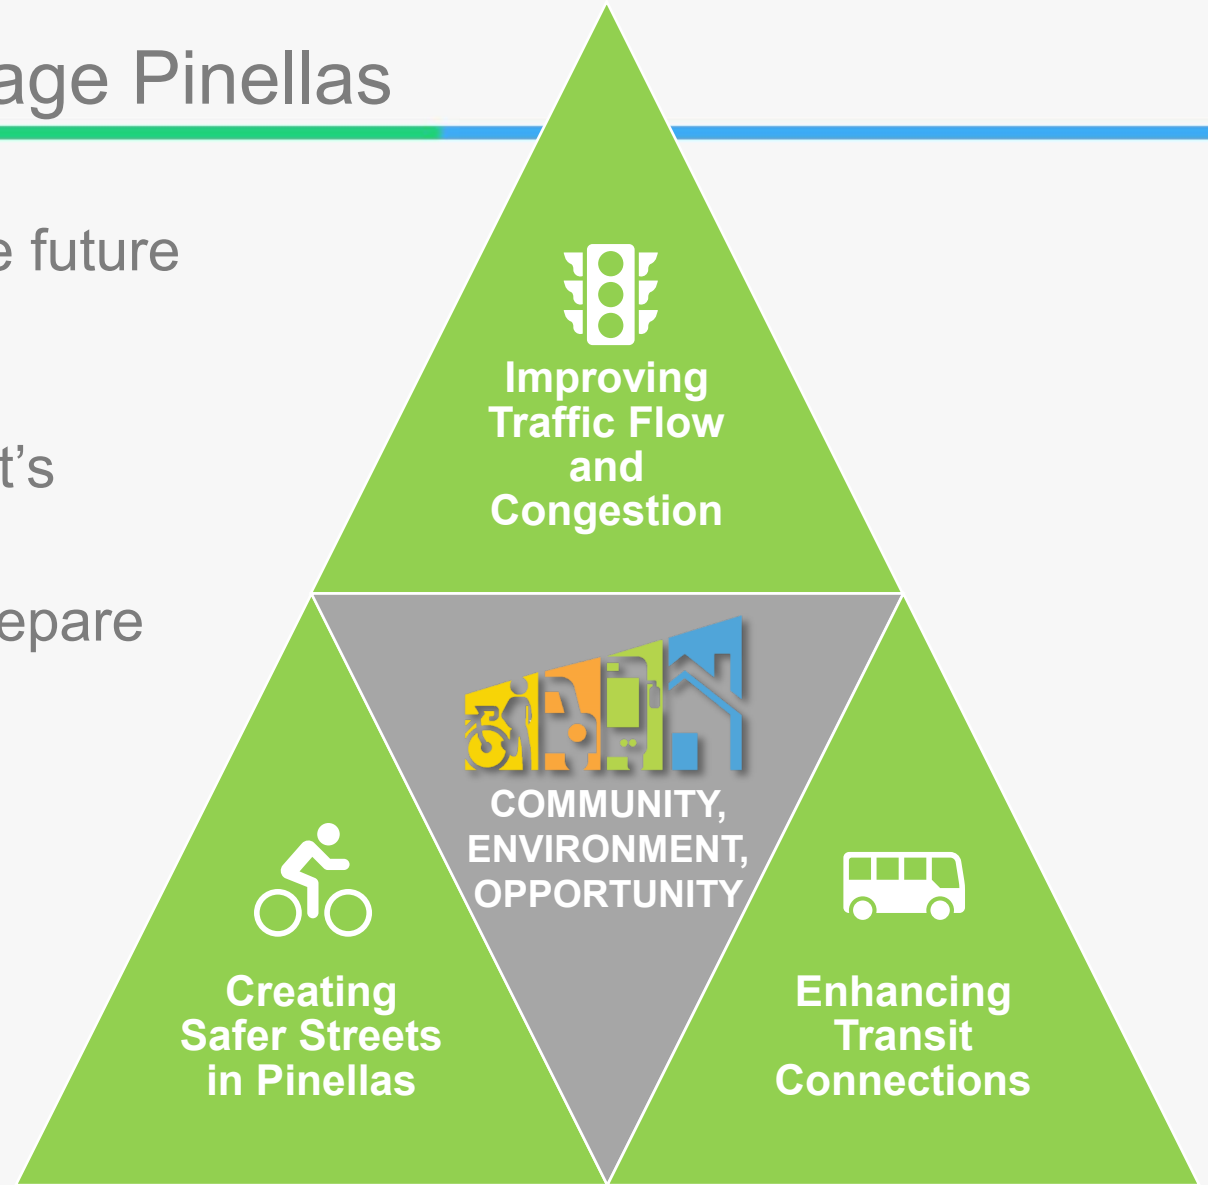 age Pinellas
e future
t's
epare
Improving
Traffic Flow
and
Congestion
COMMUNITY,
ENVIRONMENT,
OPPORTUNITY
Creating
Safer Streets
in Pinellas
Enhancing
Transit
Connections